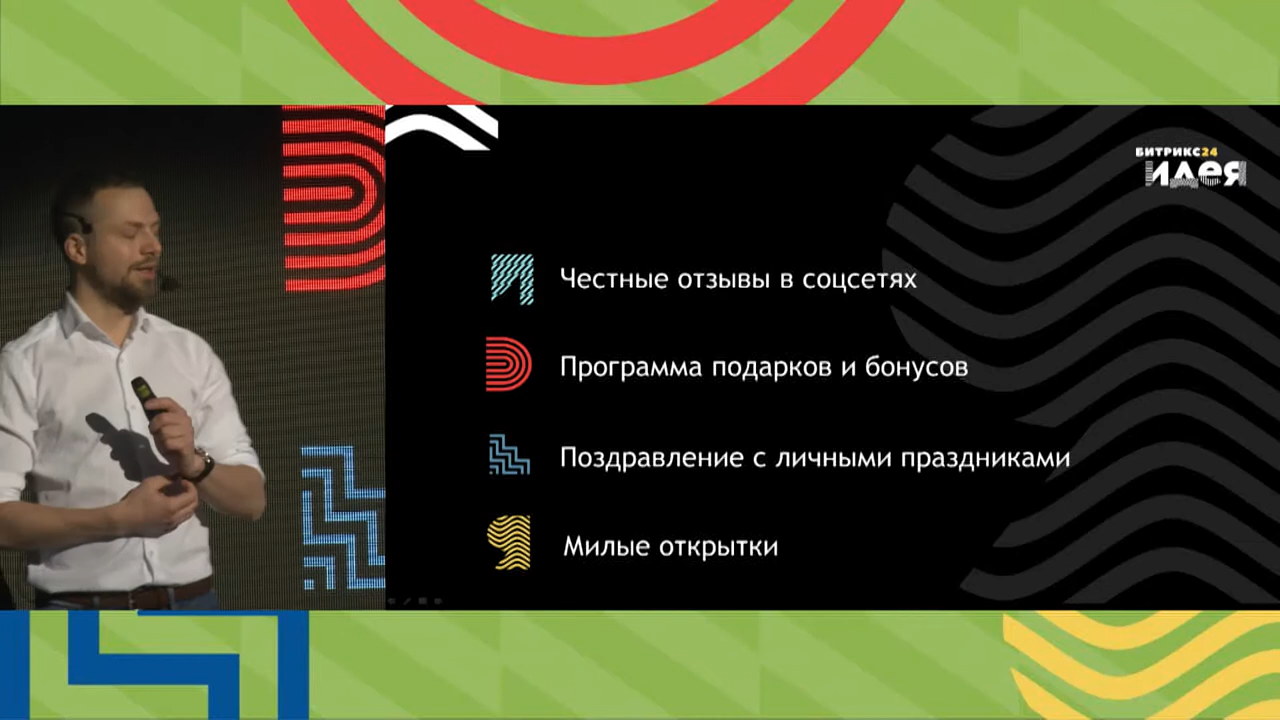 БИТРИКС24
идея
Честные отзывы в соцсетях
Программа подарков и бонусов
Поздравление с личными праздниками
Милые открытки